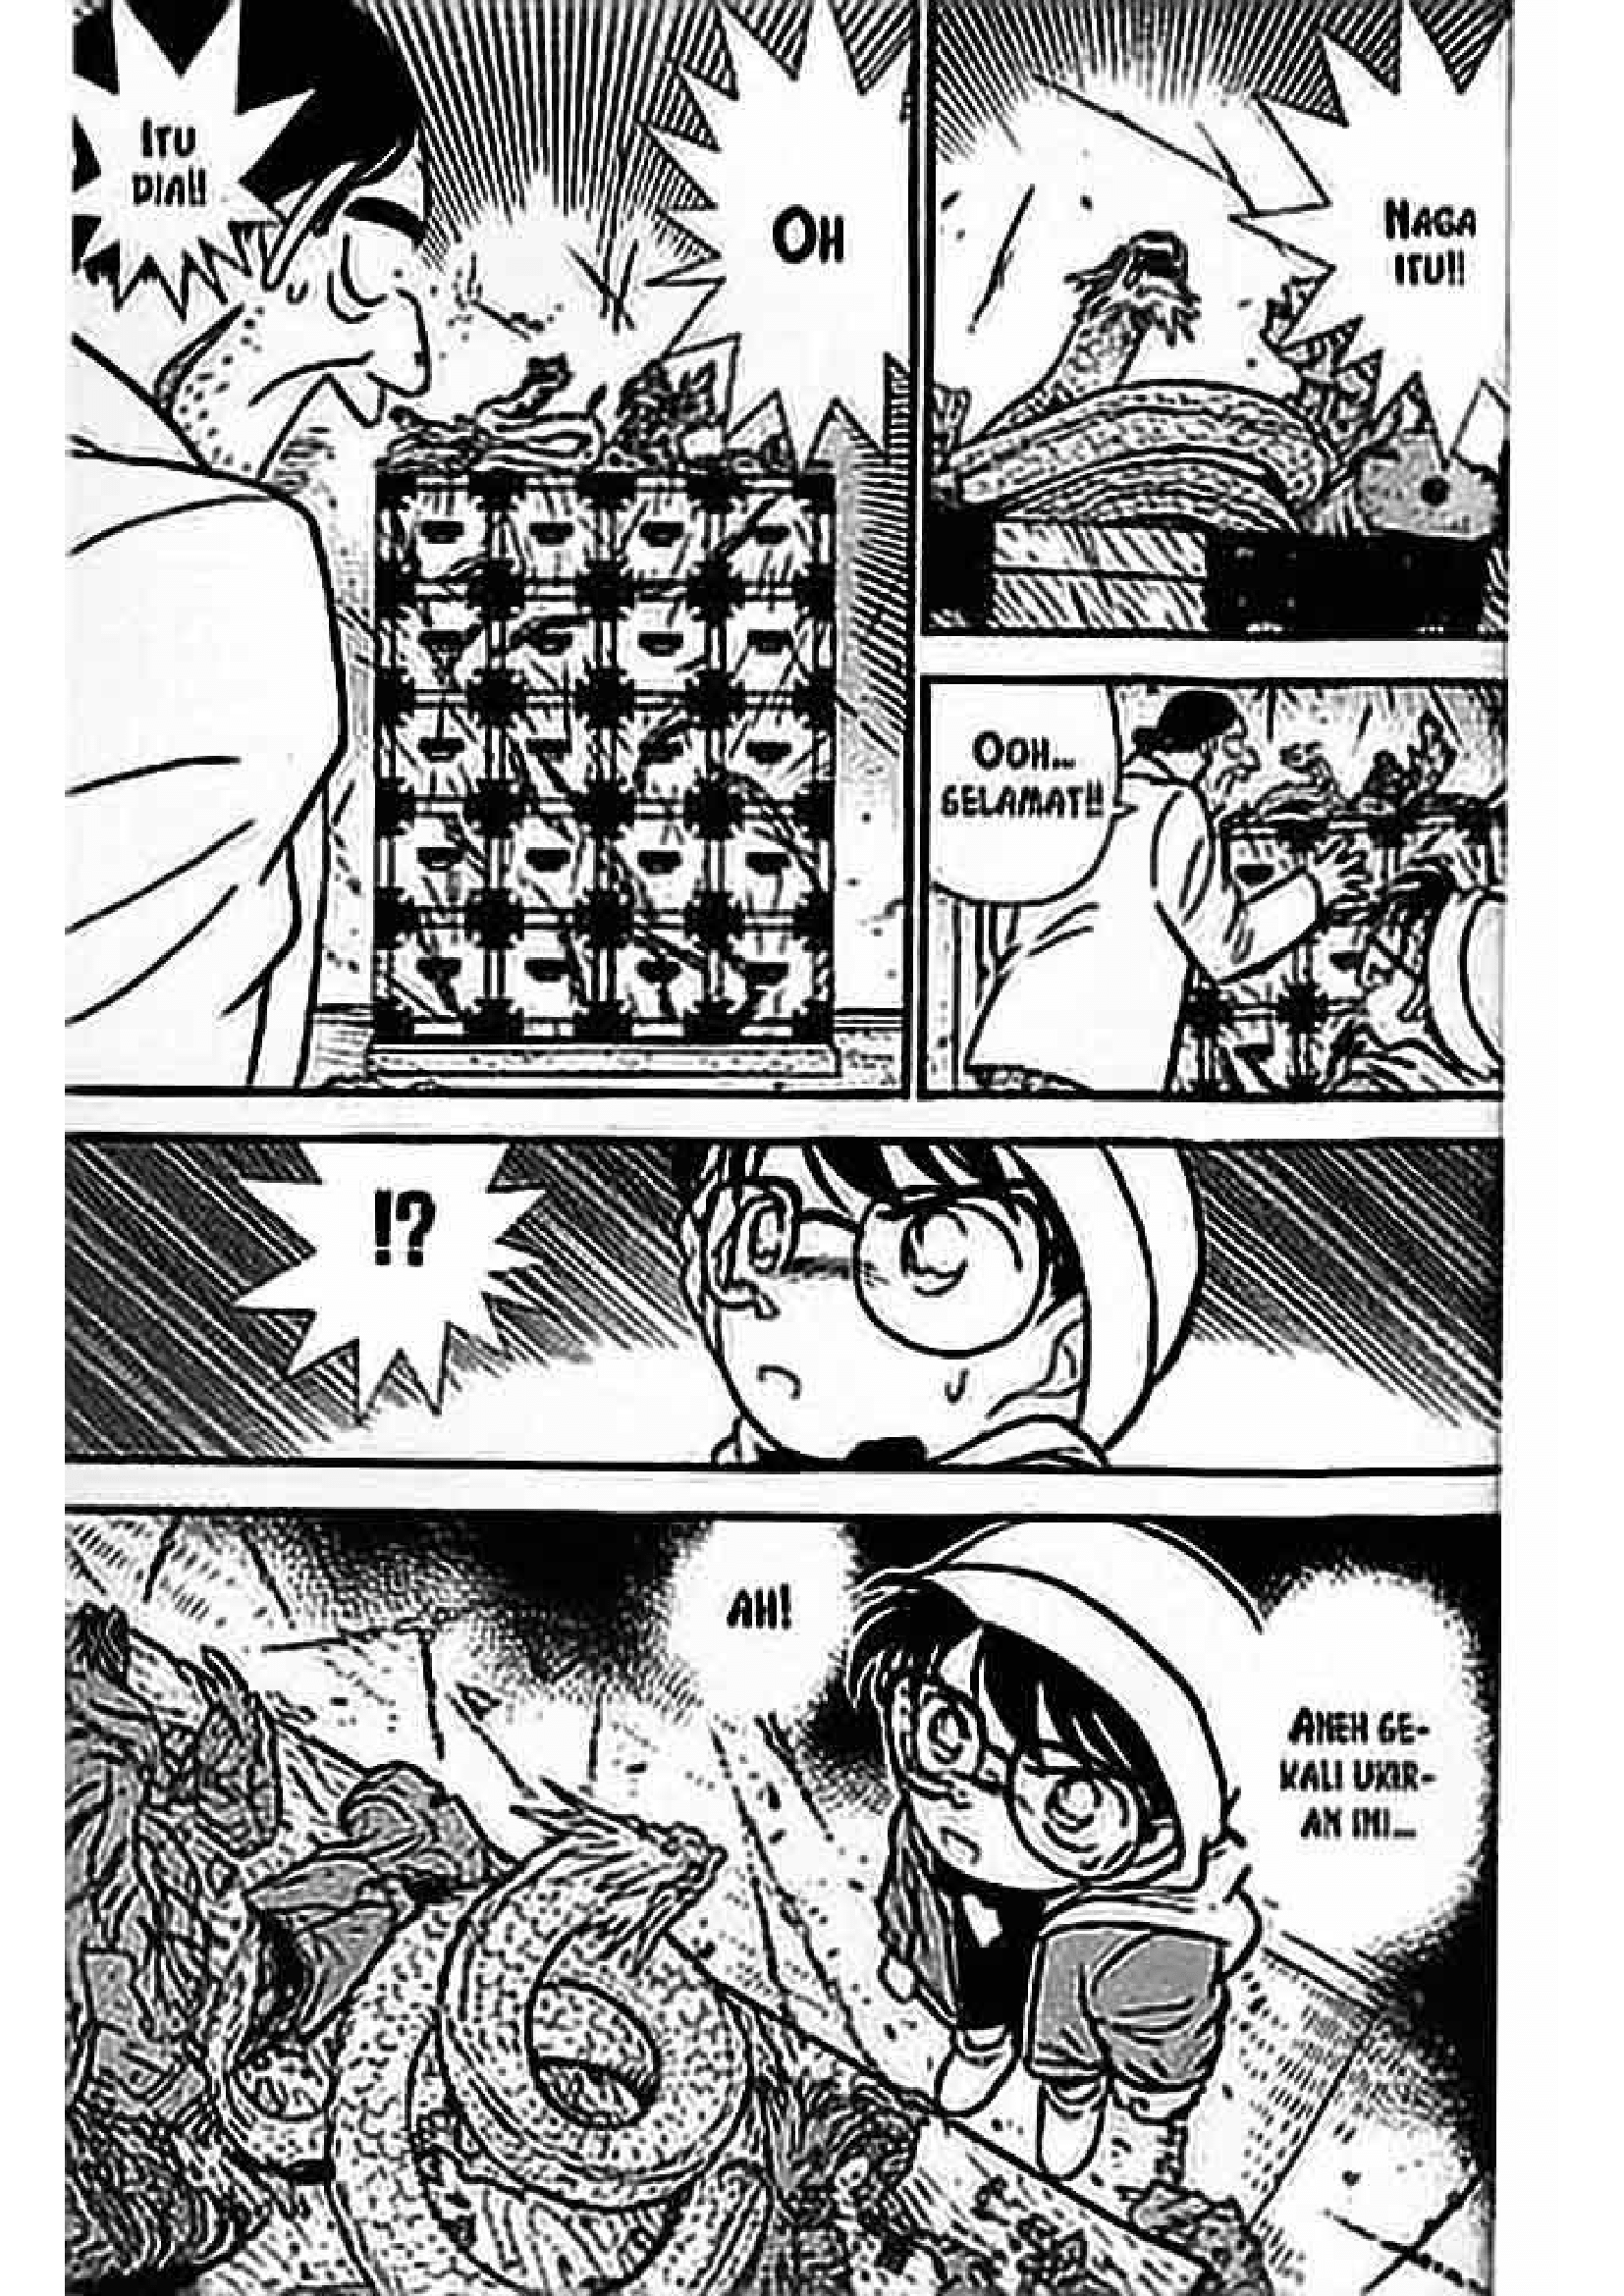 ITU
DIA!!
OH
NAGA
ITU!!
OOH...
SELAMAT!!
!?
AH!
ANEH SE-
KALI UKIR-
AN INI...